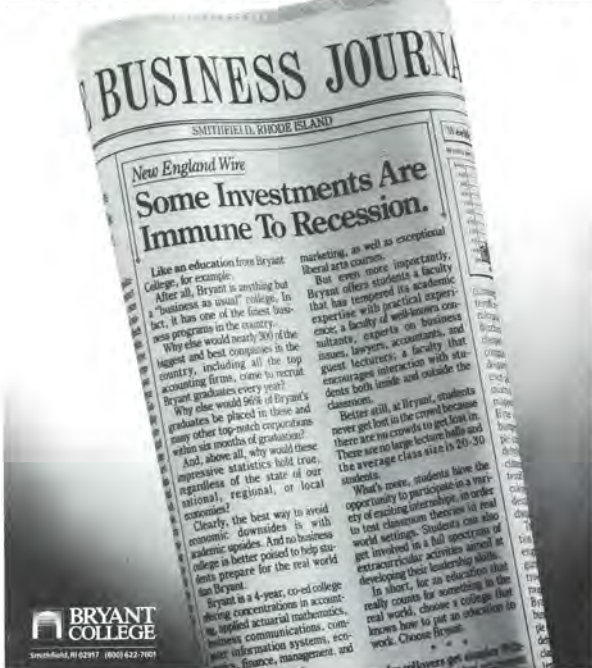 BUSINESS JOURNA
SMITHFIELD, RHODE ISLAND
New England Wire
Some Investments Are
Immune To Recession.
Like an education from Bryant
College, for example.
After all, Bryant is anything but
a "business as usual" college. In
fact, it has one of the finest busi-
ness programs in the country.
Why else would nearly 300 of the
biggest and best companies in the
country, including all the top
accounting firms, come to recruit
Bryant graduates every year?
Why else would 96% of Bryant's
graduates be placed in these and
many other top-notch corporations
within six months of graduation?
And, above all, why would these
impressive statistics hold true,
regardless of the state of our
national, regional, or local
economies?
Clearly, the best way to avoid
economic downsides is with
academic upsides. And no business
college is better poised to help stu-
dents prepare for the real world
than Bryant.
Bryant is a 4-year, co-ed college
offering concentrations in account-
ing, applied actuarial mathematics,
business communications, com-
puter information systems, eco-
finance, management, and
marketing, as well as exceptional
liberal arts courses.
But even more importantly,
Bryant offers students a faculty
that has tempered its academic
expertise with practical experi-
ence; a faculty of well-known con-
sultants, experts on business
issues, lawyers, accountants, and
guest lecturers; a faculty that
encourages interaction with stu-
dents both inside and outside the
classroom.
Better still, at Bryant, students
never get lost in the crowd because
there are no crowds to get lost in.
There are no large lecture halls and
the average class size is 20-30
students.
What's more, students have the
opportunity to participate in a vari-
ety of exciting internships, in order
to test classroom theories in real
world settings. Students can also
get involved in a full spectrum of
extracurricular activities aimed at
developing their leadership skills.
In short, for an education that
really counts for something in the
real world, choose a college that
knows how to put an education to
work. Choose Bryant.
BRYANT
COLLEGE
Smithfield, RI 02917 (800) 622-7001